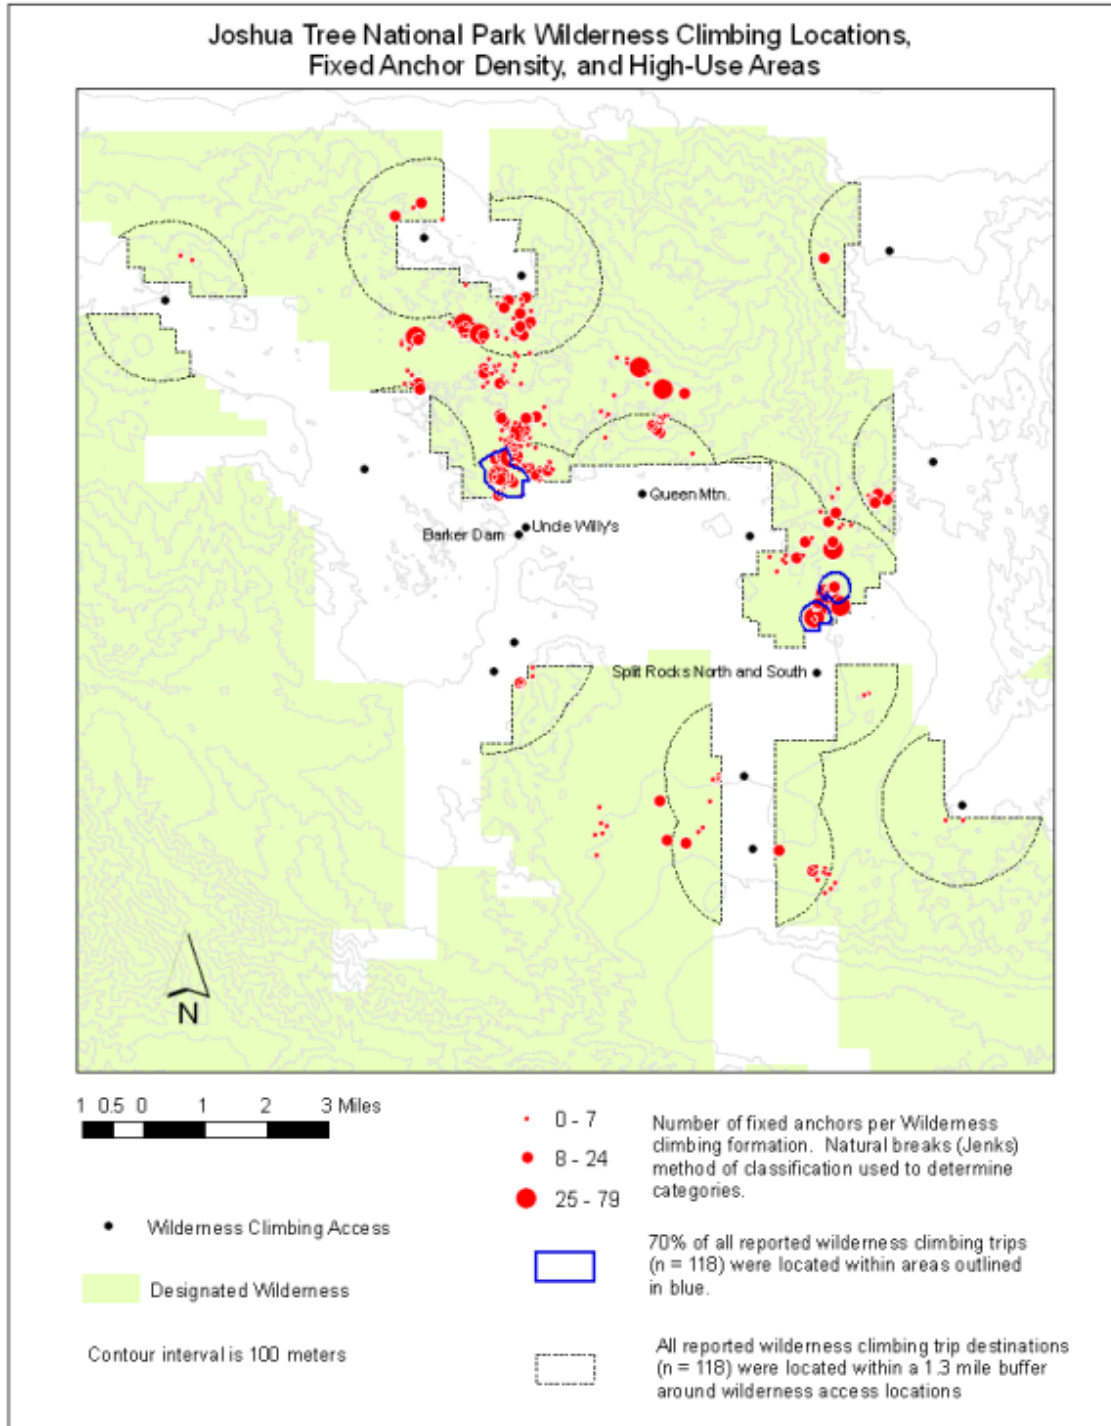 Joshua Tree National Park Wilderness Climbing Locations,
Fixed Anchor Density, and High-Use Areas
Queen Mtn.
Uncle Willy's
Barker Dam
Split Rocks North and South
N
1 0.5 0 1 2 3 Miles
Wilderness Climbing Access
Designated Wilderness
Contour interval is 100 meters
0 - 7
8 - 24
25 - 79
Number of fixed anchors per Wilderness
climbing formation. Natural breaks (Jenks)
method of classification used to determine
categories.
70% of all reported wilderness climbing trips
(n = 118) were located within areas outlined
in blue.
All reported wilderness climbing trip destinations
(n = 118) were located within a 1.3 mile buffer
around wilderness access locations